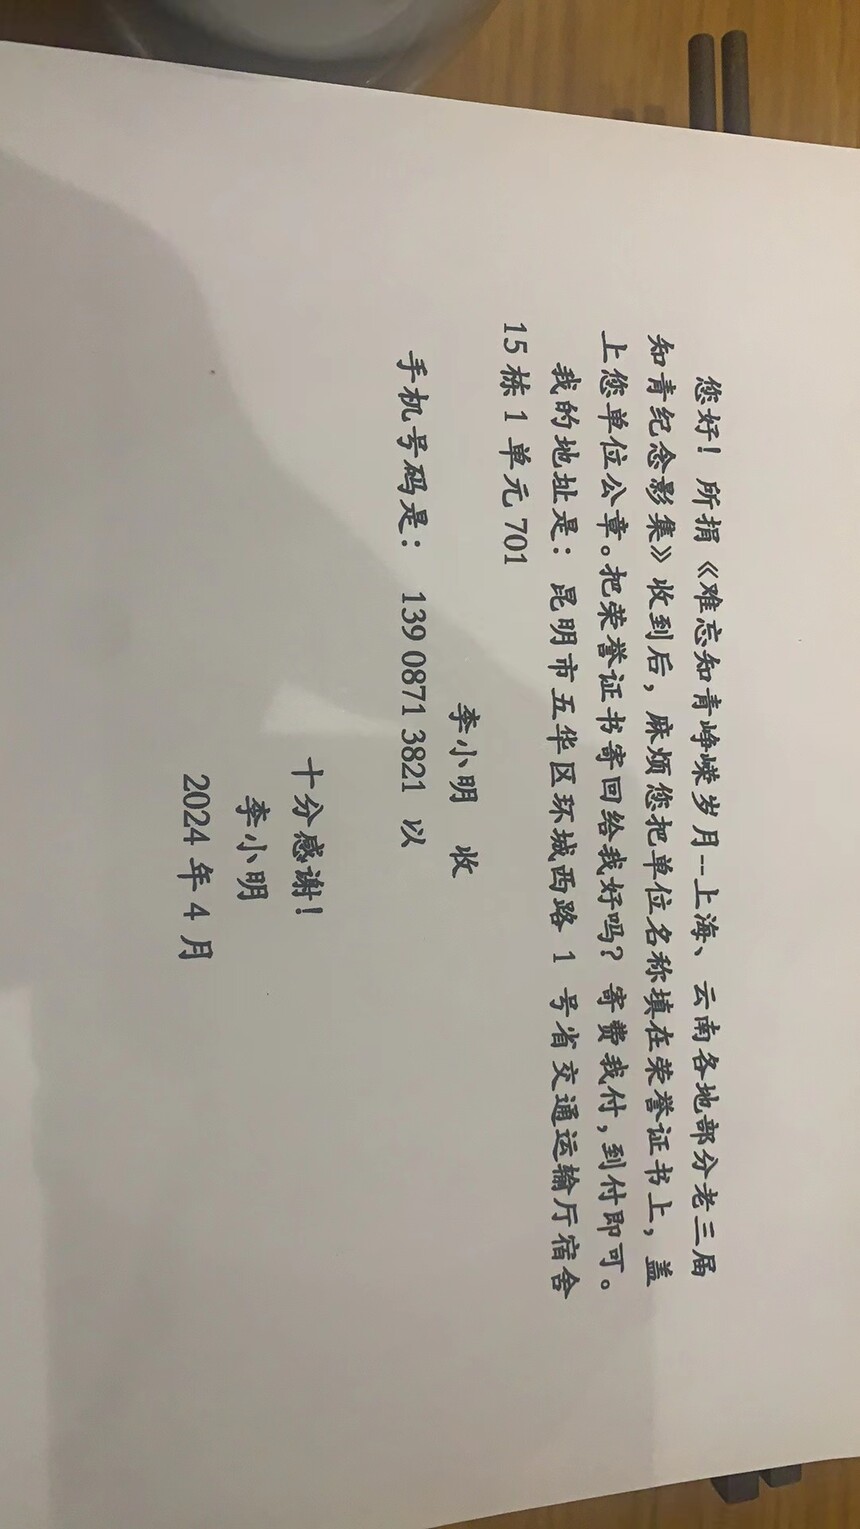 您好！所捐《难忘知青峥嵘岁月--上海、云南各地部分老三届
知青纪念影集》收到后，麻烦您把单位名称填在荣誉证书上，盖
上您单位公章。把荣誉证书寄回给我好吗？寄费我付，到付即可。
我的地址是：昆明市五华区环城西路 1 号省交通运输厅宿舍
15 栋 1 单元 701
李小明 收
手机号码是： 139 0871 3821 以
十分感谢！
李小明
2024 年 4 月